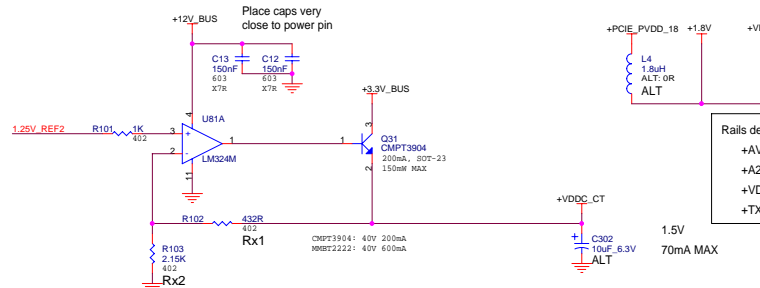 Place caps very
close to power pin
+12V_BUS
C13
150nF
603
X7R
C12
150nF
603
X7R
+3.3V_BUS
+PCIE_PVDD_18
+1.8V
L4
1.8uH
ALT: 0R
ALT
1.25V_REF2
R101
1K
402
4
U81A
3
+
2
-
1
LM324M
11
1
3
Q31
CMPT3904
200mA, SOT-23
150mW MAX
2
Rails de
+AV
+A2
+VD
+TX
R102
432R
402
Rx1
R103
2.15K
402
Rx2
CMPT3904: 40V 200mA
MMBT2222: 40V 600mA
+VDDC_CT
+
C302
10uF_6.3V
ALT
1.5V
70mA MAX